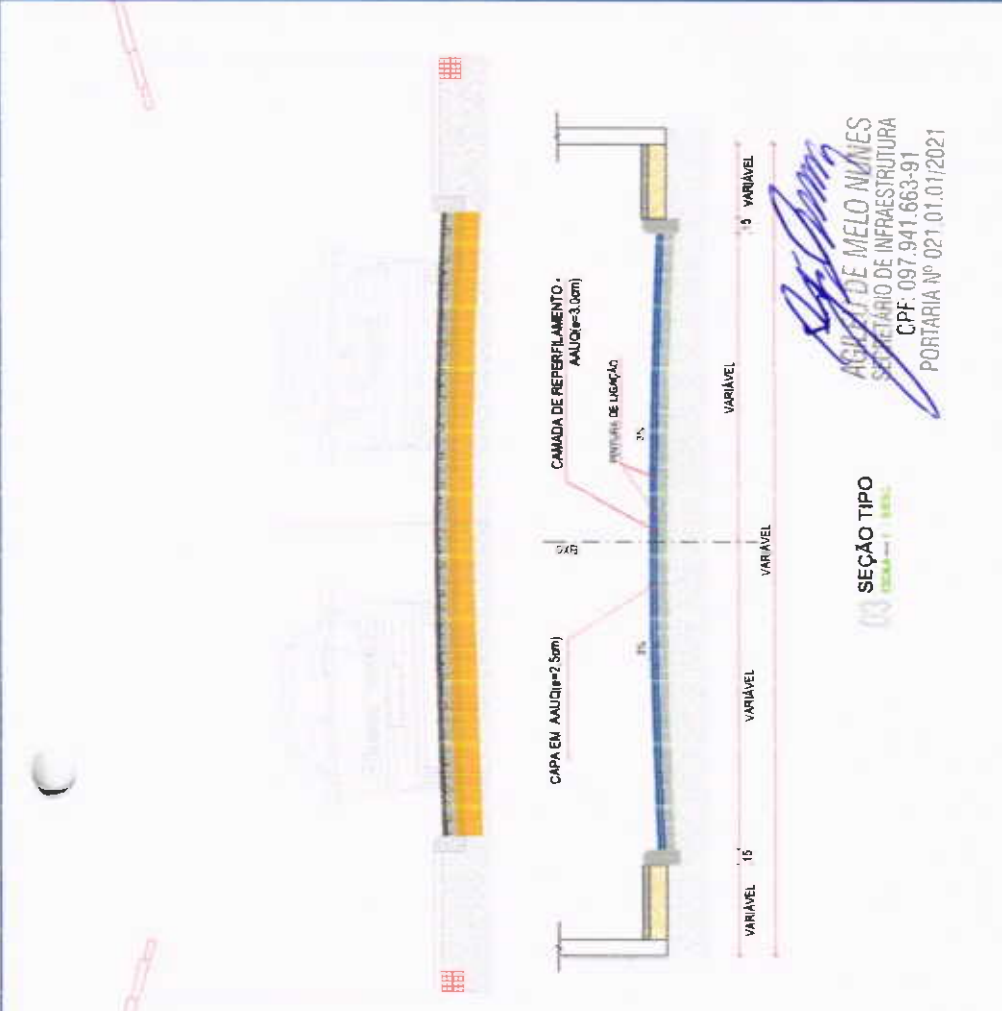 CAPA EM AAUQ(e=2,5cm)
CAMADA DE REPERFILAMENTO -
AAUQ(e=3.0cm)
PINTURA DE LIGAÇÃO
EIXO
3%
3%
VARIÁVEL
.15
VARIÁVEL
VARIÁVEL
.15
VARIÁVEL
VARIÁVEL
03 SEÇÃO TIPO
DE MELO NUNES
SECRETÁRIO DE INFRAESTRUTURA
CPF: 097.941.663-91
PORTARIA Nº 021.01.01/2021